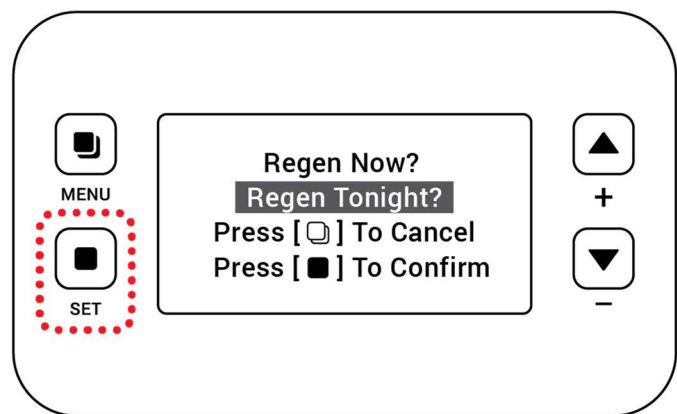 MENU
SET
Regen Now?
Regen Tonight?
Press [ ] To Cancel
Press [ ] To Confirm
+
-